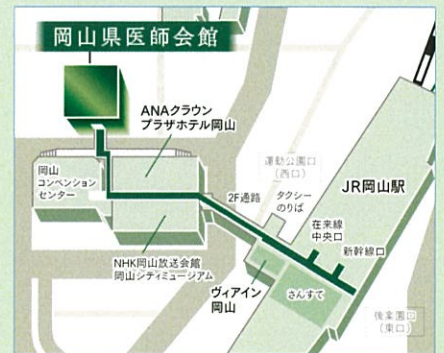 岡山県医師会館
ANAクラウン
プラザホテル岡山
岡山
コンベンション
センター
運動公園口
（西口）
2F通路
タクシー
のりば
JR岡山駅
在来線
中央口
新幹線口
NHK岡山放送会館
岡山シティミュージアム
ヴィアイン
岡山
さんすて
後楽園口
（東口）